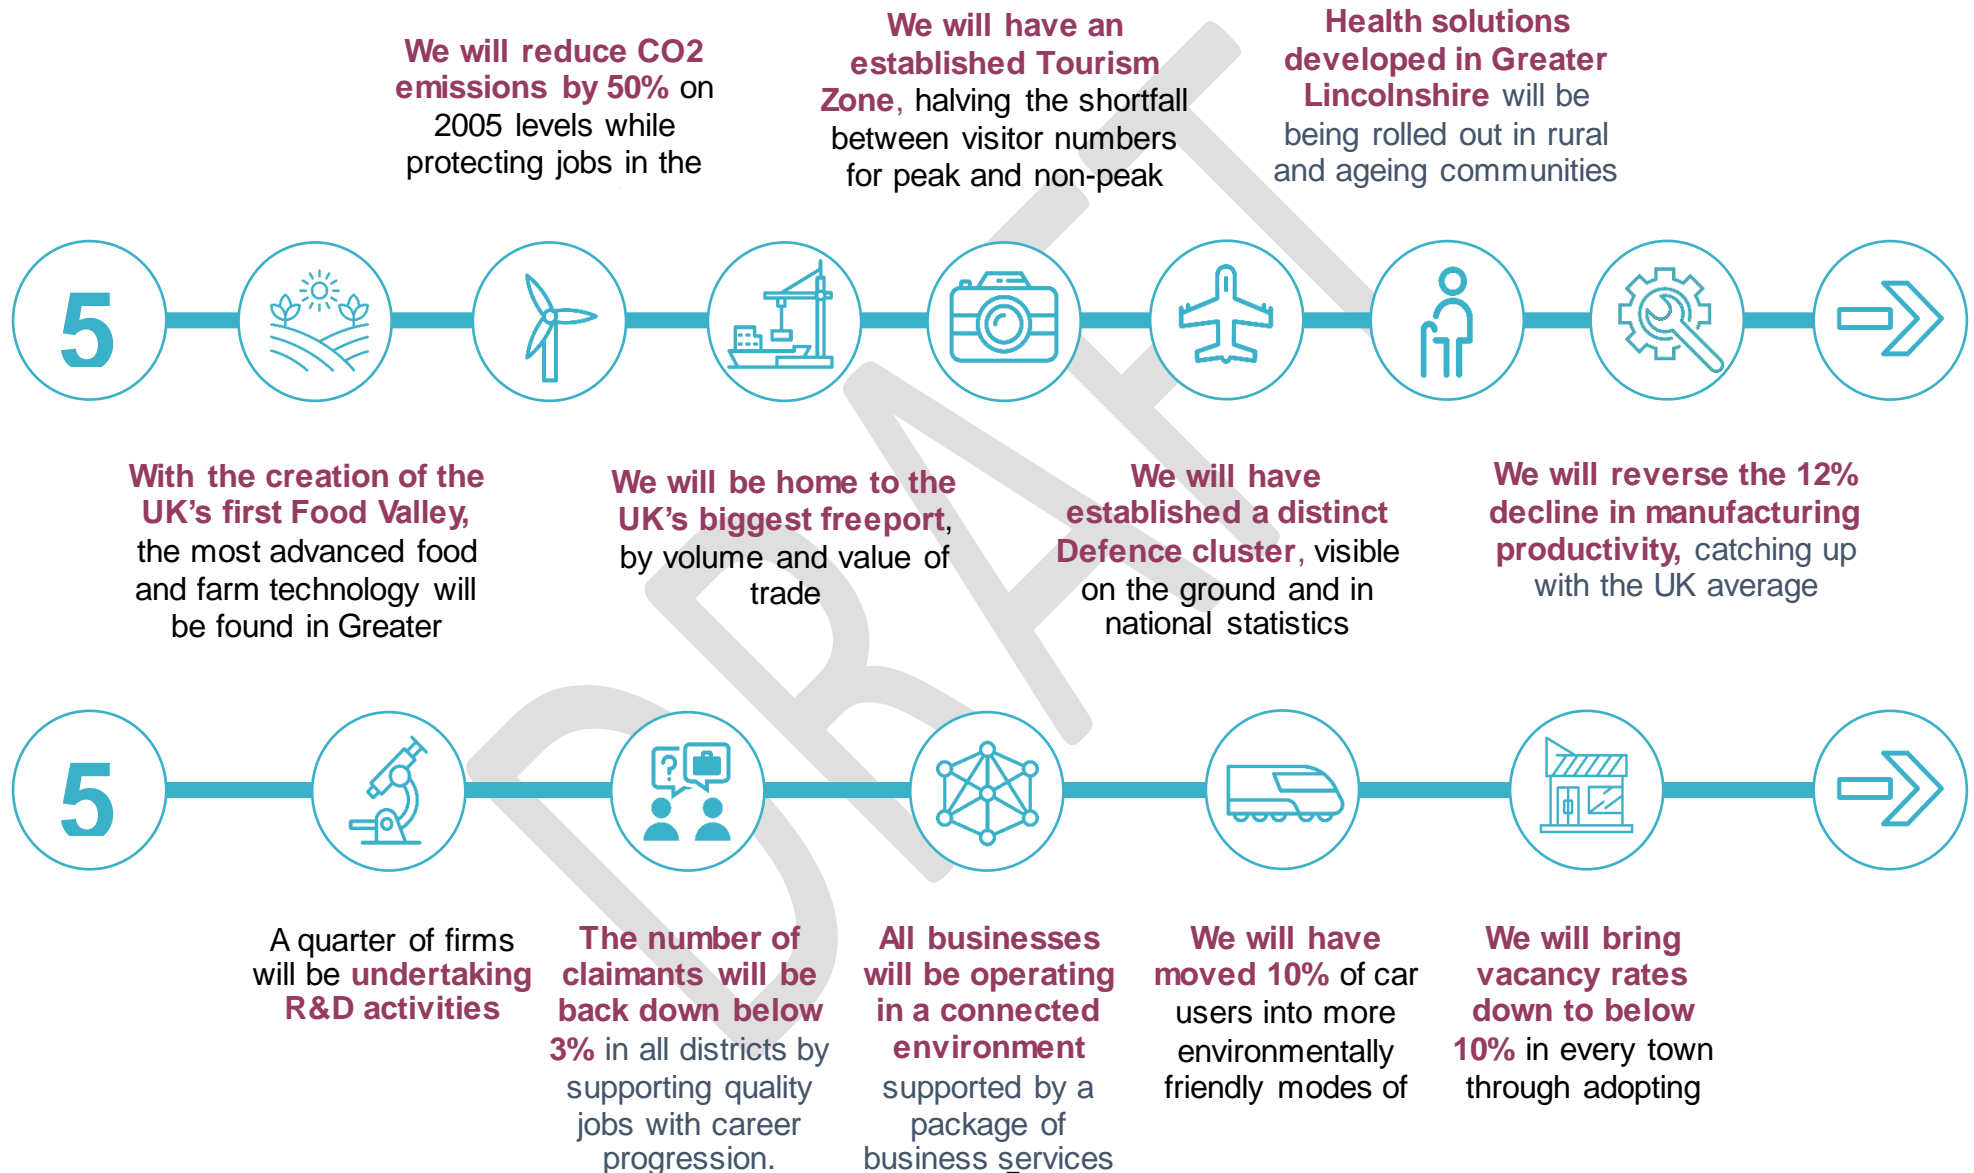 We will reduce CO2
emissions by 50% on
2005 levels while
protecting jobs in the
We will have an
established Tourism
Zone, halving the shortfall
between visitor numbers
for peak and non-peak
Health solutions
developed in Greater
Lincolnshire will be
being rolled out in rural
and ageing communities
5
With the creation of the
UK’s first Food Valley,
the most advanced food
and farm technology will
be found in Greater
We will be home to the
UK’s biggest freeport,
by volume and value of
trade
We will have
established a distinct
Defence cluster, visible
on the ground and in
national statistics
We will reverse the 12%
decline in manufacturing
productivity, catching up
with the UK average
5
?
A quarter of firms
will be undertaking
R&D activities
The number of
claimants will be
back down below
3% in all districts by
supporting quality
jobs with career
progression.
All businesses
will be operating
in a connected
environment
supported by a
package of
business services
We will have
moved 10% of car
users into more
environmentally
friendly modes of
We will bring
vacancy rates
down to below
10% in every town
through adopting
DRAFT